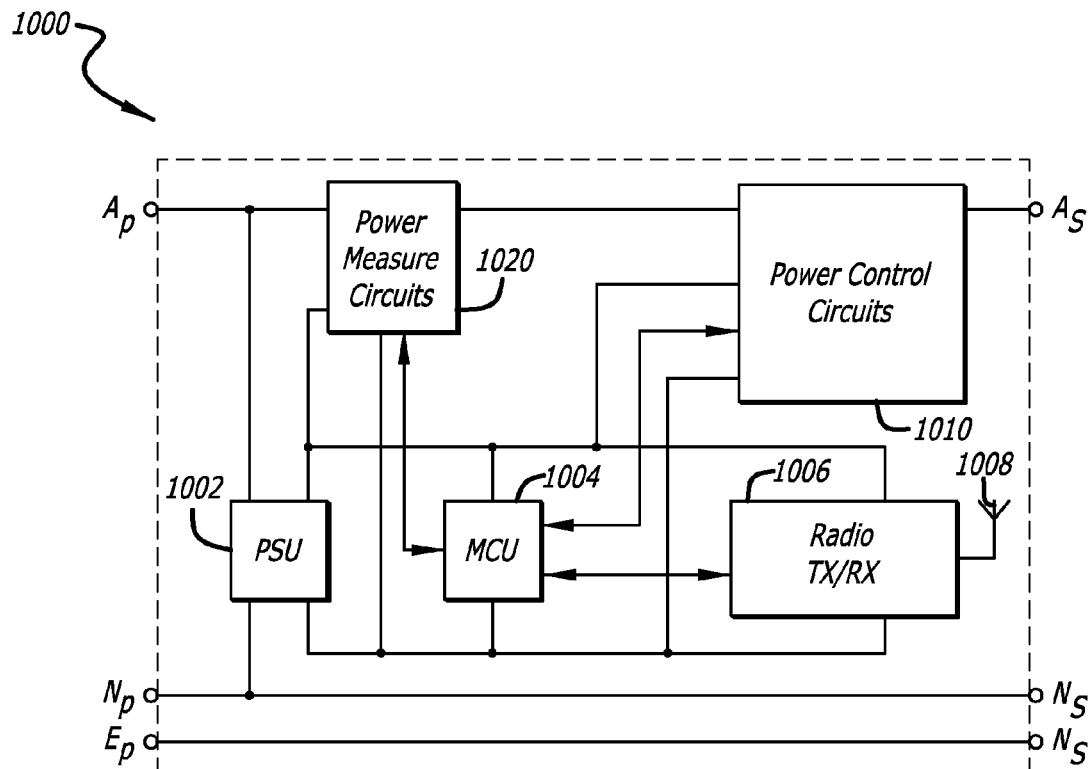 1000
A_p
Power
Measure
Circuits
1020
Power Control
Circuits
A_S
1010
1002
PSU
1004
MCU
1006
Radio
TX/RX
1008
N_p
N_S
E_p
N_S